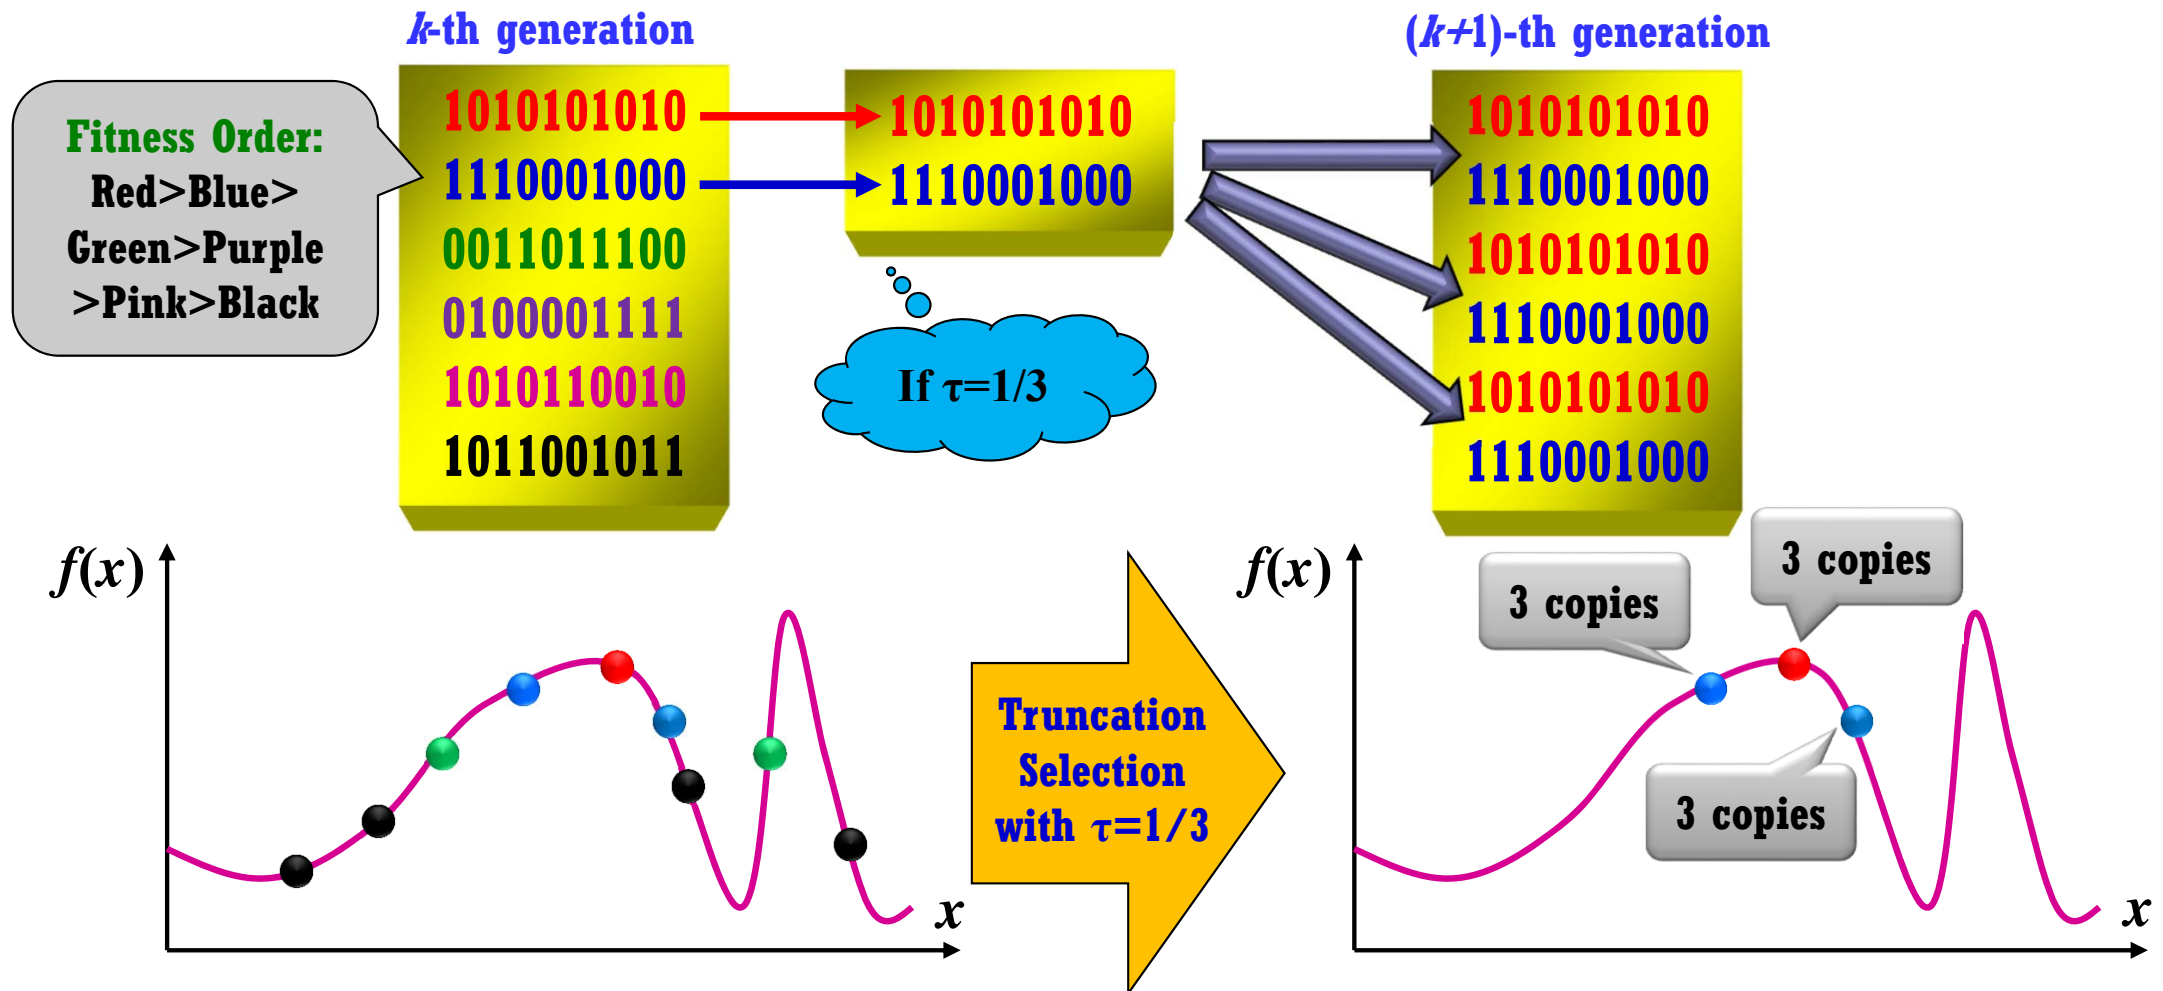 k-th generation
(k+1)-th generation
Fitness Order:
Red>Blue>
Green>Purple
>Pink>Black
1010101010
1110001000
0011011100
0100001111
1010110010
1011001011
1010101010
1110001000
If τ=1/3
1010101010
1110001000
1010101010
1110001000
1010101010
1110001000
f(x)
x
Truncation
Selection
with τ=1/3
f(x)
3 copies
3 copies
3 copies
x